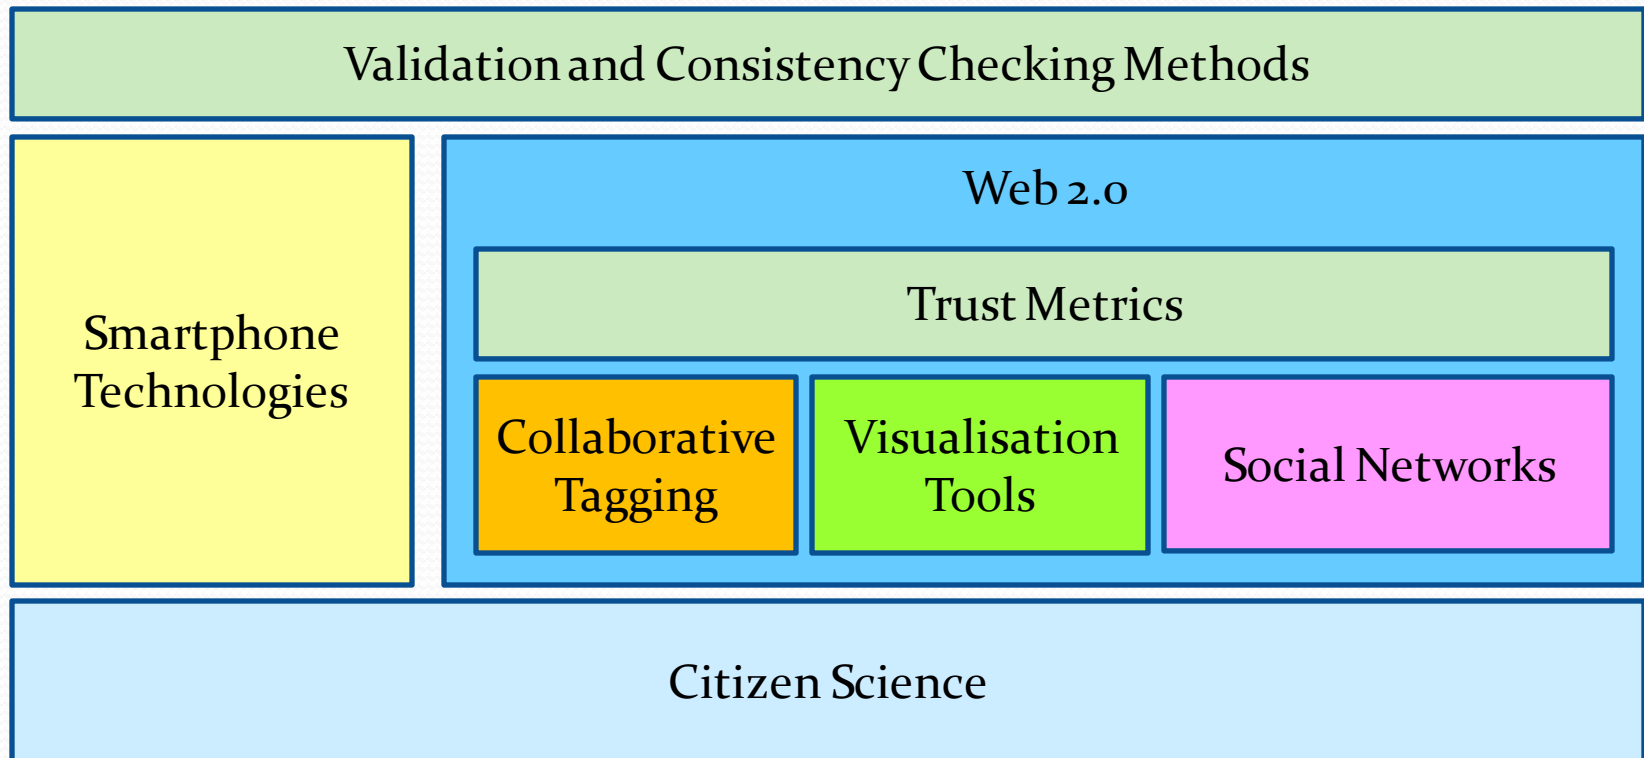 Validation and Consistency Checking Methods
Smartphone
Technologies
Web 2.0
Trust Metrics
Collaborative
Tagging
Visualisation
Tools
Social Networks
Citizen Science